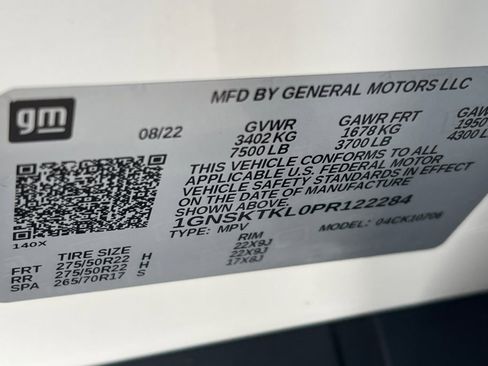 gm
MFD BY GENERAL MOTORS LLC
08/22 GVWR GAWR FRT GAW
3402 KG 1678 KG 1950
7500 LB 3700 LB 4300 L
THIS VEHICLE CONFORMS TO ALL
APPLICABLE U.S. FEDERAL MOTOR
VEHICLE SAFETY STANDARDS IN EFFECT
ON THE DATE OF MANUFACTURE
SHOWN ABOVE.
1GNSKTKL0PR122284
140X TYPE: MPV MODEL: 04CK10706
TIRE SIZE RIM
FRT 275/50R22 H 22X9J
RR 275/50R22 H 22X9J
SPA 265/70R17 S 17X8J